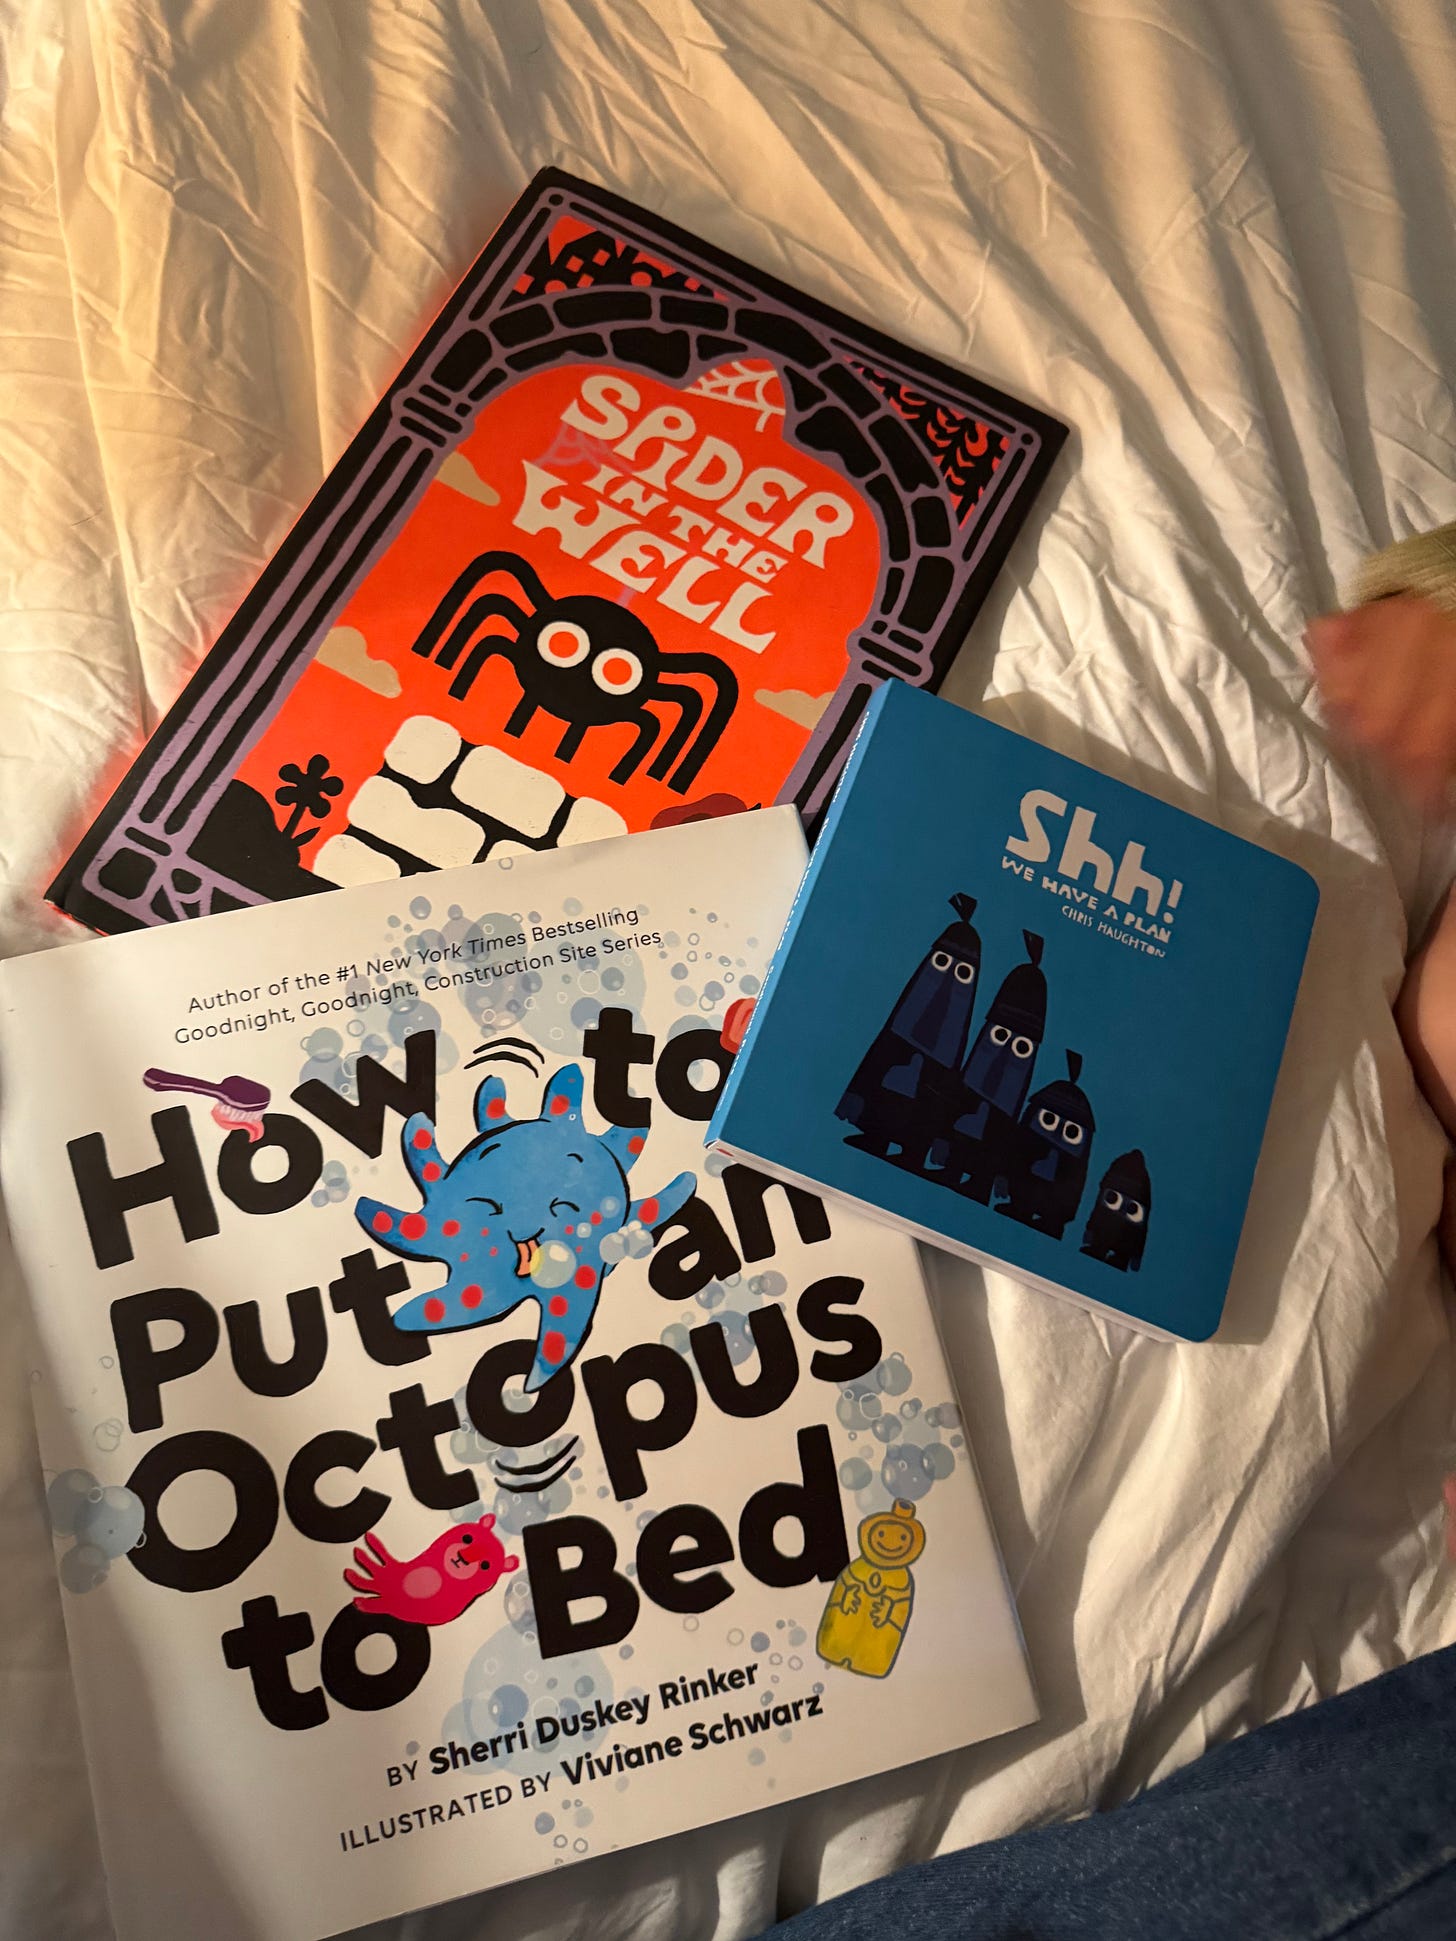 SPIDER
IN THE
WELL
Shh!
WE HAVE A PLAN
CHRIS HAUGHTON
Author of the #1 New York Times Bestselling
Goodnight, Goodnight, Construction Site Series
How to
Put an
Octopus
to Bed
BY Sherri Duskey Rinker
ILLUSTRATED BY Viviane Schwarz